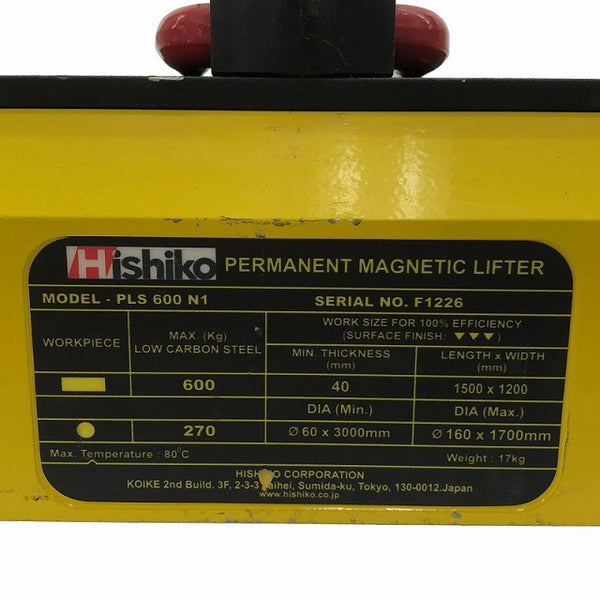 Hishiko PERMANENT MAGNETIC LIFTER
MODEL - PLS 600 N1 SERIAL NO. F1226
WORKPIECE MAX. (Kg) LOW CARBON STEEL WORK SIZE FOR 100% EFFICIENCY
(SURFACE FINISH: ▼▼▼)
MIN. THICKNESS (mm) LENGTH x WIDTH (mm)
600 40 1500 x 1200
DIA (Min.) DIA (Max.)
270 Ø 60 x 3000mm Ø 160 x 1700mm
Max. Temperature : 80°C Weight : 17kg
HISHIKO CORPORATION
KOIKE 2nd Build. 3F, 2-3-3, Taihei, Sumida-ku, Tokyo, 130-0012.Japan
www.hishiko.co.jp